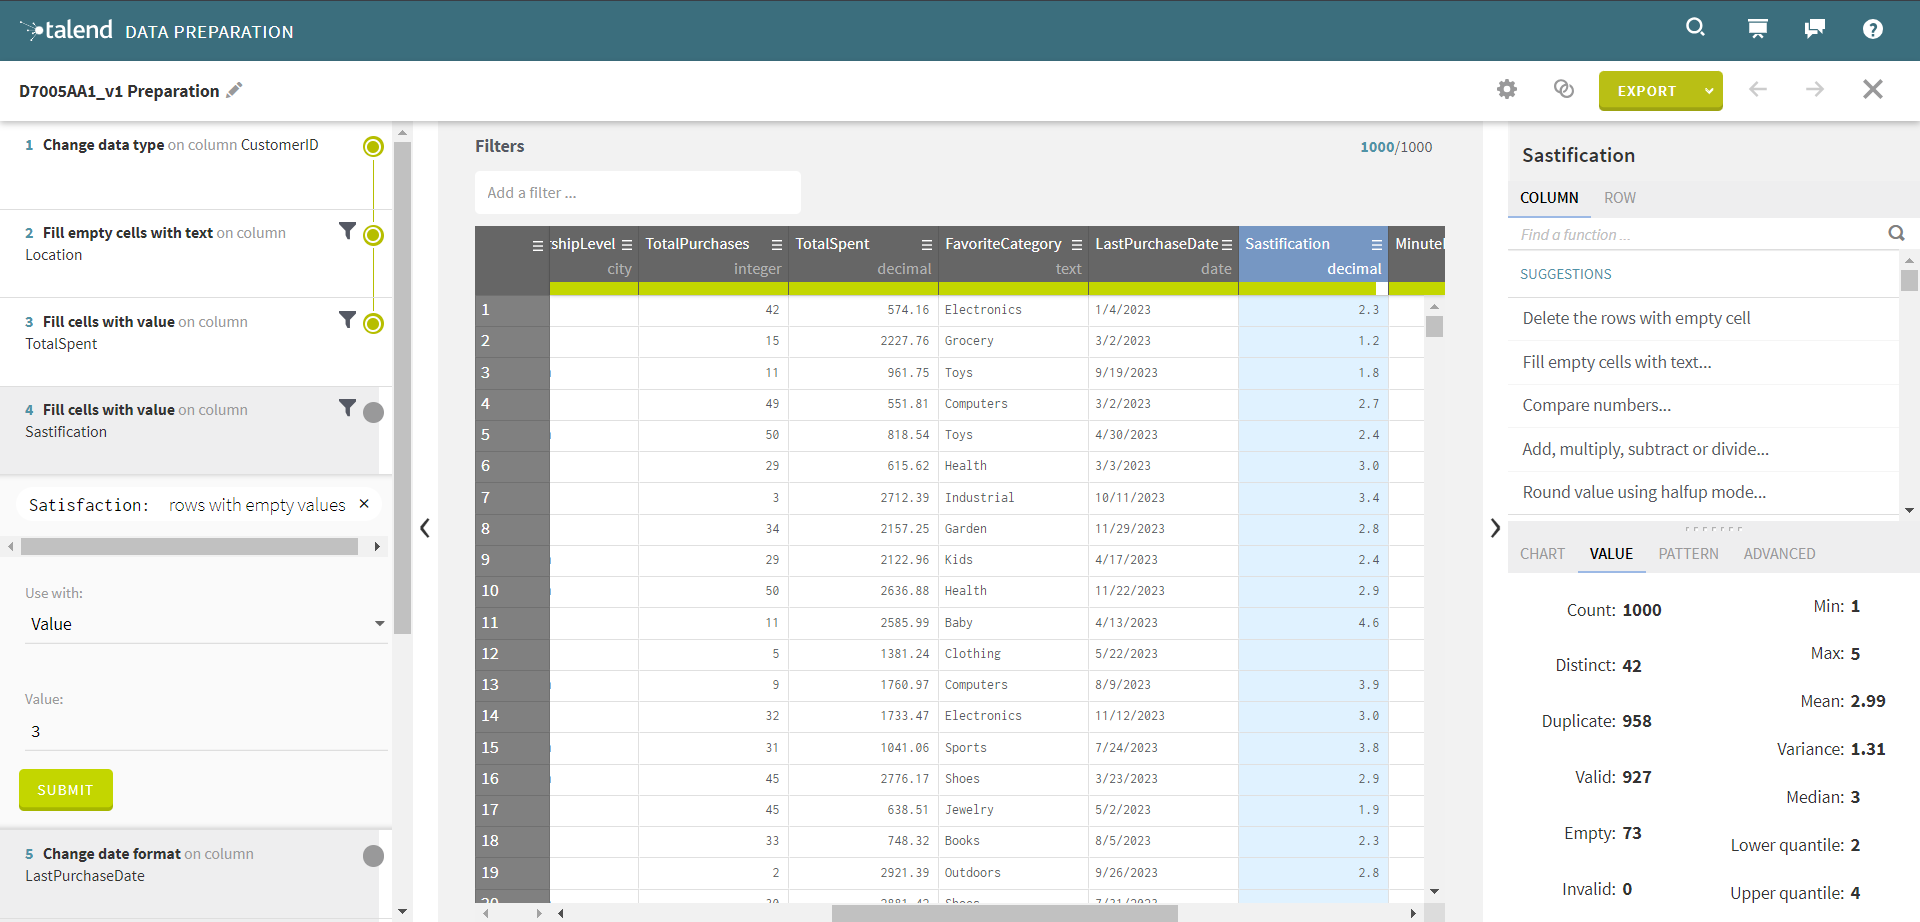 talend DATA PREPARATION
D7005AA1_v1 Preparation
EXPORT
1 Change data type on column CustomerID
2 Fill empty cells with text on column
Location
3 Fill cells with value on column
TotalSpent
4 Fill cells with value on column
Sastification
Satisfaction: rows with empty values ×
Use with:
Value
Value:
3
SUBMIT
5 Change date format on column
LastPurchaseDate
Filters
1000/1000
Add a filter ...
shipLevel TotalPurchases TotalSpent FavoriteCategory LastPurchaseDate Sastification Minute
city integer decimal text date decimal
1 42 574.16 Electronics 1/4/2023 2.3
2 15 2227.76 Grocery 3/2/2023 1.2
3 11 961.75 Toys 9/19/2023 1.8
4 49 551.81 Computers 3/2/2023 2.7
5 50 818.54 Toys 4/30/2023 2.4
6 29 615.62 Health 3/3/2023 3.0
7 3 2712.39 Industrial 10/11/2023 3.4
8 34 2157.25 Garden 11/29/2023 2.8
9 29 2122.96 Kids 4/17/2023 2.4
10 50 2636.88 Health 11/22/2023 2.9
11 11 2585.99 Baby 4/13/2023 4.6
12 5 1381.24 Clothing 5/22/2023
13 9 1760.97 Computers 8/9/2023 3.9
14 32 1733.47 Electronics 11/12/2023 3.0
15 31 1041.06 Sports 7/24/2023 3.8
16 45 2776.17 Shoes 3/23/2023 2.9
17 45 638.51 Jewelry 5/2/2023 1.9
18 33 748.32 Books 8/5/2023 2.3
19 2 2921.39 Outdoors 9/26/2023 2.8
Sastification
COLUMN ROW
Find a function ...
SUGGESTIONS
Delete the rows with empty cell
Fill empty cells with text...
Compare numbers...
Add, multiply, subtract or divide...
Round value using halfup mode...
CHART VALUE PATTERN ADVANCED
Count: 1000
Distinct: 42
Duplicate: 958
Valid: 927
Empty: 73
Invalid: 0
Min: 1
Max: 5
Mean: 2.99
Variance: 1.31
Median: 3
Lower quantile: 2
Upper quantile: 4